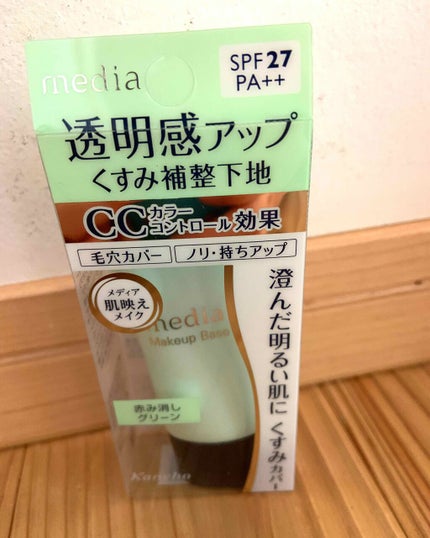 media
SPF27
PA++
透明感アップ
くすみ補整下地
CCカラーコントロール効果
毛穴カバー
ノリ・持ちアップ
メディア
肌映え
メイク
澄んだ明るい肌に くすみカバー
media
Makeup Base
赤み消し
グリーン
Kanebo